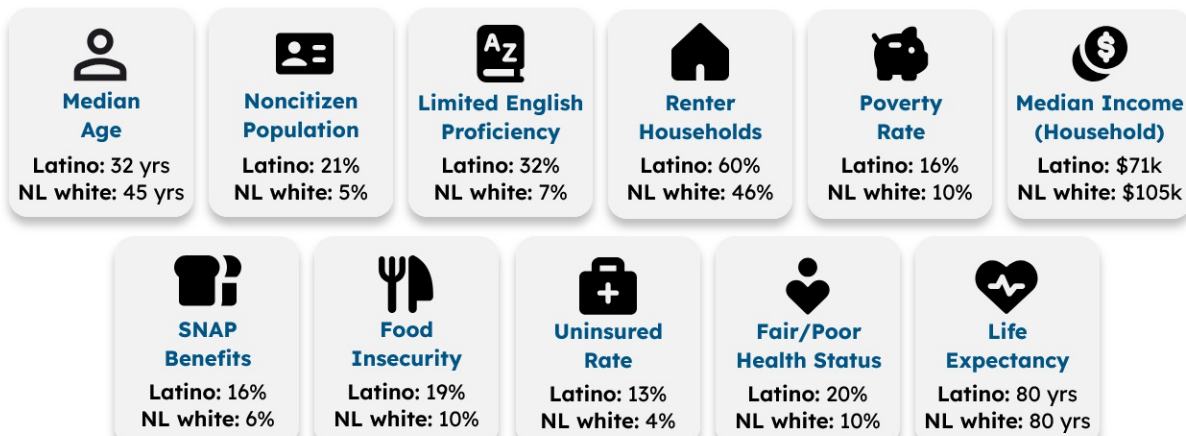 AZ
Median
Age
Latino: 32 yrs
NL white: 45 yrs
Noncitizen
Population
Latino: 21%
NL white: 5%
Limited English
Proficiency
Latino: 32%
NL white: 7%
Renter
Households
Latino: 60%
NL white: 46%
Poverty
Rate
Latino: 16%
NL white: 10%
$
Median Income
(Household)
Latino: $71k
NL white: $105k
SNAP
Benefits
Latino: 16%
NL white: 6%
Food
Insecurity
Latino: 19%
NL white: 10%
Uninsured
Rate
Latino: 13%
NL white: 4%
Fair/Poor
Health Status
Latino: 20%
NL white: 10%
Life
Expectancy
Latino: 80 yrs
NL white: 80 yrs